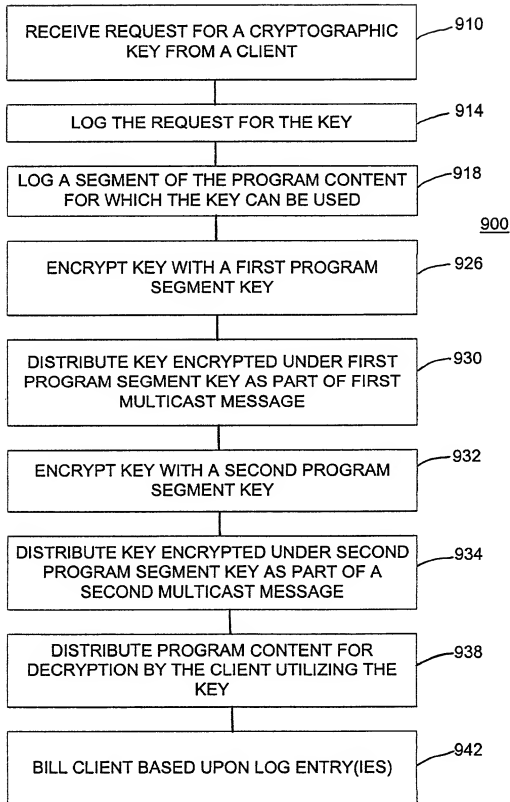 RECEIVE REQUEST FOR A CRYPTOGRAPHIC
KEY FROM A CLIENT
910
LOG THE REQUEST FOR THE KEY
914
LOG A SEGMENT OF THE PROGRAM CONTENT
FOR WHICH THE KEY CAN BE USED
918
900
ENCRYPT KEY WITH A FIRST PROGRAM
SEGMENT KEY
926
DISTRIBUTE KEY ENCRYPTED UNDER FIRST
PROGRAM SEGMENT KEY AS PART OF FIRST
MULTICAST MESSAGE
930
ENCRYPT KEY WITH A SECOND PROGRAM
SEGMENT KEY
932
DISTRIBUTE KEY ENCRYPTED UNDER SECOND
PROGRAM SEGMENT KEY AS PART OF A
SECOND MULTICAST MESSAGE
934
DISTRIBUTE PROGRAM CONTENT FOR
DECRYPTION BY THE CLIENT UTILIZING THE
KEY
938
BILL CLIENT BASED UPON LOG ENTRY(IES)
942